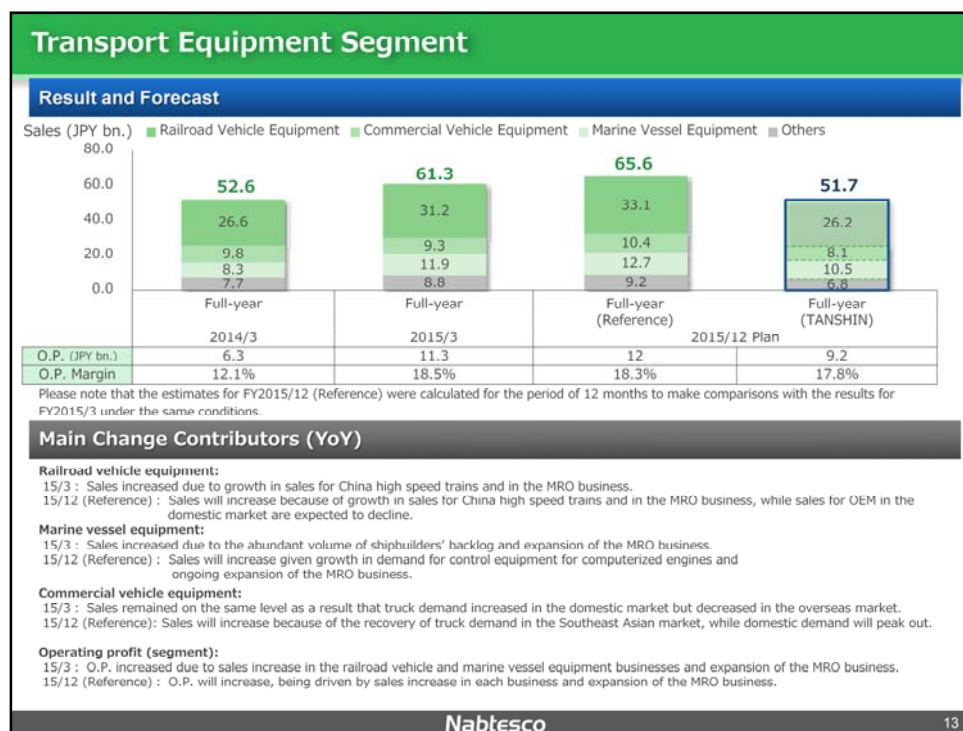 Transport Equipment Segment
Result and Forecast
Sales (JPY bn.) Railroad Vehicle Equipment Commercial Vehicle Equipment Marine Vessel Equipment Others
80.0
60.0
40.0
20.0
0.0
52.6 61.3 65.6 51.7
26.6 31.2 33.1 26.2
9.8 9.3 10.4 8.1
8.3 11.9 12.7 10.5
7.7 8.8 9.2 6.8
Full-year Full-year Full-year Full-year
(Reference) (TANSHIN)
2014/3 2015/3 2015/12 Plan
O.P. (JPY bn.) 6.3 11.3 12 9.2
O.P. Margin 12.1% 18.5% 18.3% 17.8%
Please note that the estimates for FY2015/12 (Reference) were calculated for the period of 12 months to make comparisons with the results for
FY2015/3 under the same conditions.
Main Change Contributors (YoY)
Railroad vehicle equipment:
15/3 : Sales increased due to growth in sales for China high speed trains and in the MRO business.
15/12 (Reference) : Sales will increase because of growth in sales for China high speed trains and in the MRO business, while sales for OEM in the
domestic market are expected to decline.
Marine vessel equipment:
15/3 : Sales increased due to the abundant volume of shipbuilders' backlog and expansion of the MRO business.
15/12 (Reference) : Sales will increase given growth in demand for control equipment for computerized engines and
ongoing expansion of the MRO business.
Commercial vehicle equipment:
15/3 : Sales remained on the same level as a result that truck demand increased in the domestic market but decreased in the overseas market.
15/12 (Reference): Sales will increase because of the recovery of truck demand in the Southeast Asian market, while domestic demand will peak out.
Operating profit (segment):
15/3 : O.P. increased due to sales increase in the railroad vehicle and marine vessel equipment businesses and expansion of the MRO business.
15/12 (Reference) : O.P. will increase, being driven by sales increase in each business and expansion of the MRO business.
Nabtesco 13